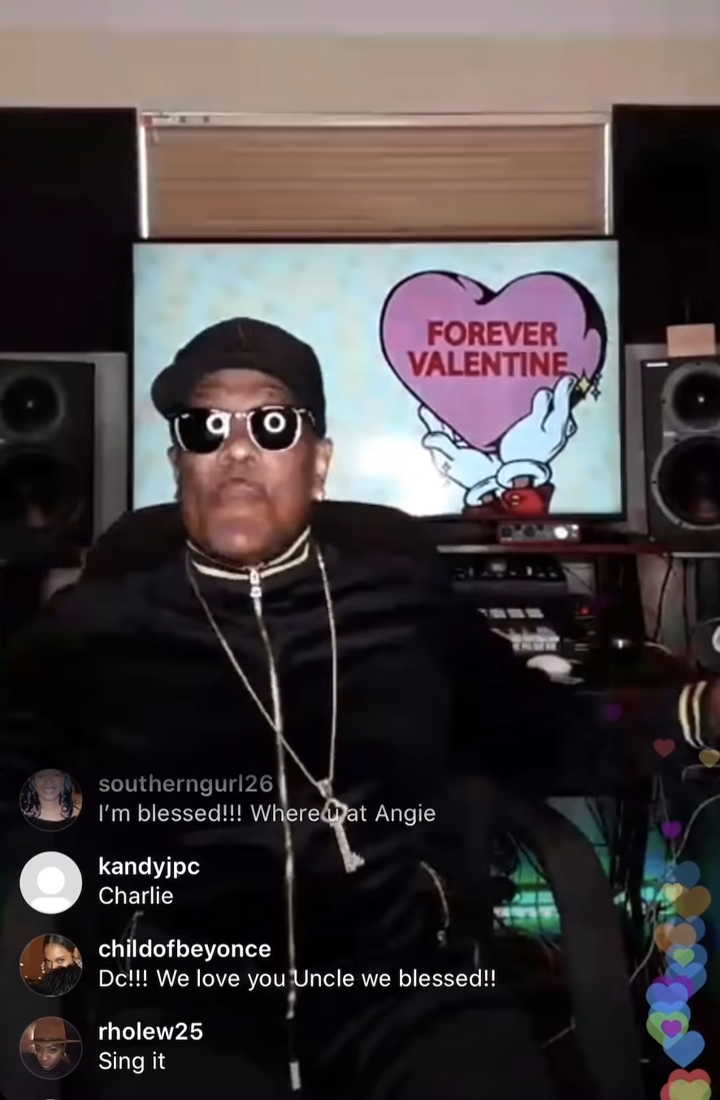 FOREVER
VALENTINE
southerngurl26
I'm blessed!!! Where u at Angie
kandyjpc
Charlie
childofbeyonce
Dc!!! We love you Uncle we blessed!!
rholew25
Sing it